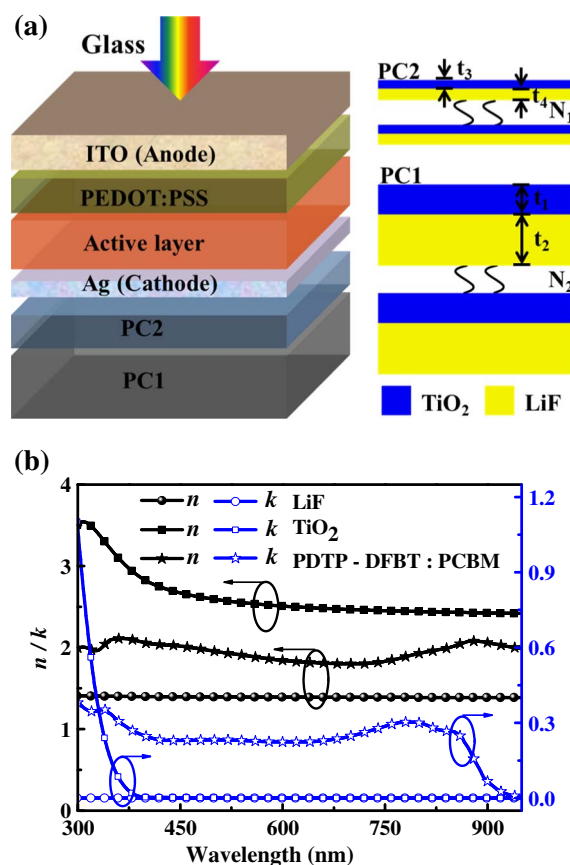 (a)
Glass
ITO (Anode)
PEDOT:PSS
Active layer
Ag (Cathode)
PC2
PC1
PC2
t3
t4
N1
PC1
t1
t2
N2
TiO2
LiF
(b)
n k LiF
n k TiO2
n k PDTP - DFBT : PCBM
n / k
4
3
2
1
0
1.2
0.9
0.6
0.3
0.0
300 450 600 750 900
Wavelength (nm)